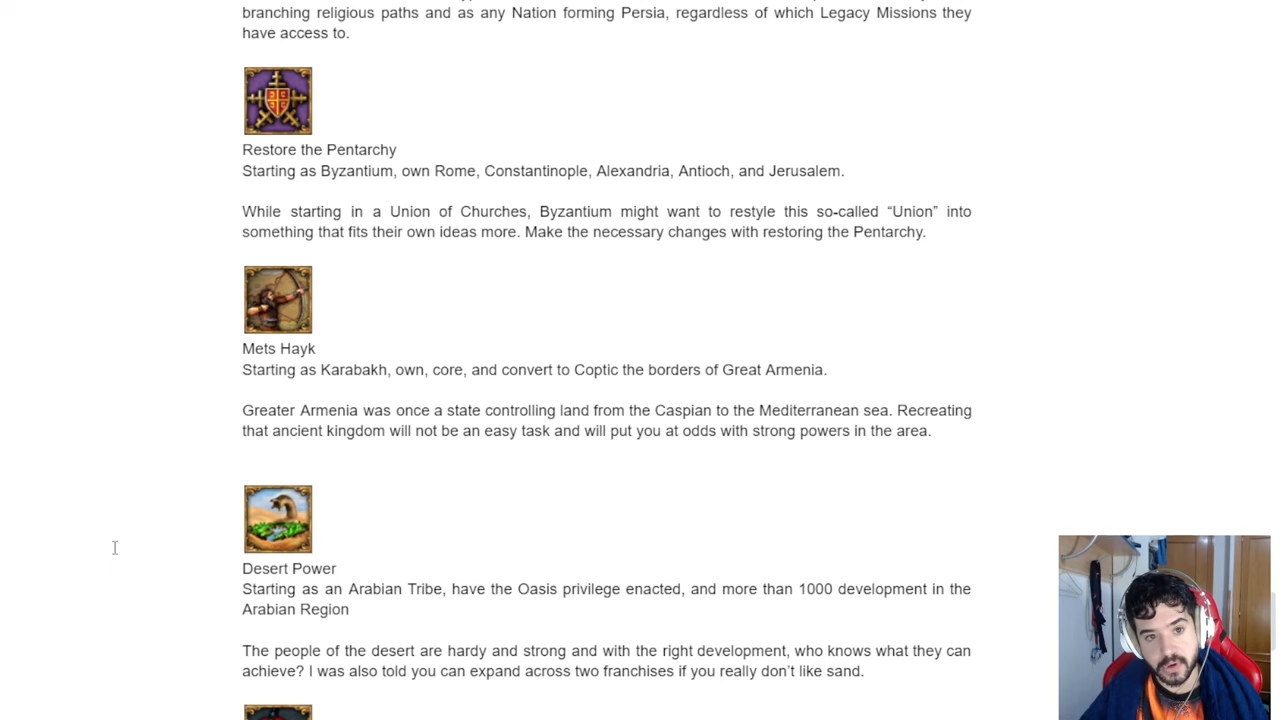 branching religious paths and as any Nation forming Persia, regardless of which Legacy Missions they
have access to.
Restore the Pentarchy
Starting as Byzantium, own Rome, Constantinople, Alexandria, Antioch, and Jerusalem.
While starting in a Union of Churches, Byzantium might want to restyle this so-called “Union” into
something that fits their own ideas more. Make the necessary changes with restoring the Pentarchy.
Mets Hayk
Starting as Karabakh, own, core, and convert to Coptic the borders of Great Armenia.
Greater Armenia was once a state controlling land from the Caspian to the Mediterranean sea. Recreating
that ancient kingdom will not be an easy task and will put you at odds with strong powers in the area.
Desert Power
Starting as an Arabian Tribe, have the Oasis privilege enacted, and more than 1000 development in the
Arabian Region
The people of the desert are hardy and strong and with the right development, who knows what they can
achieve? I was also told you can expand across two franchises if you really don’t like sand.